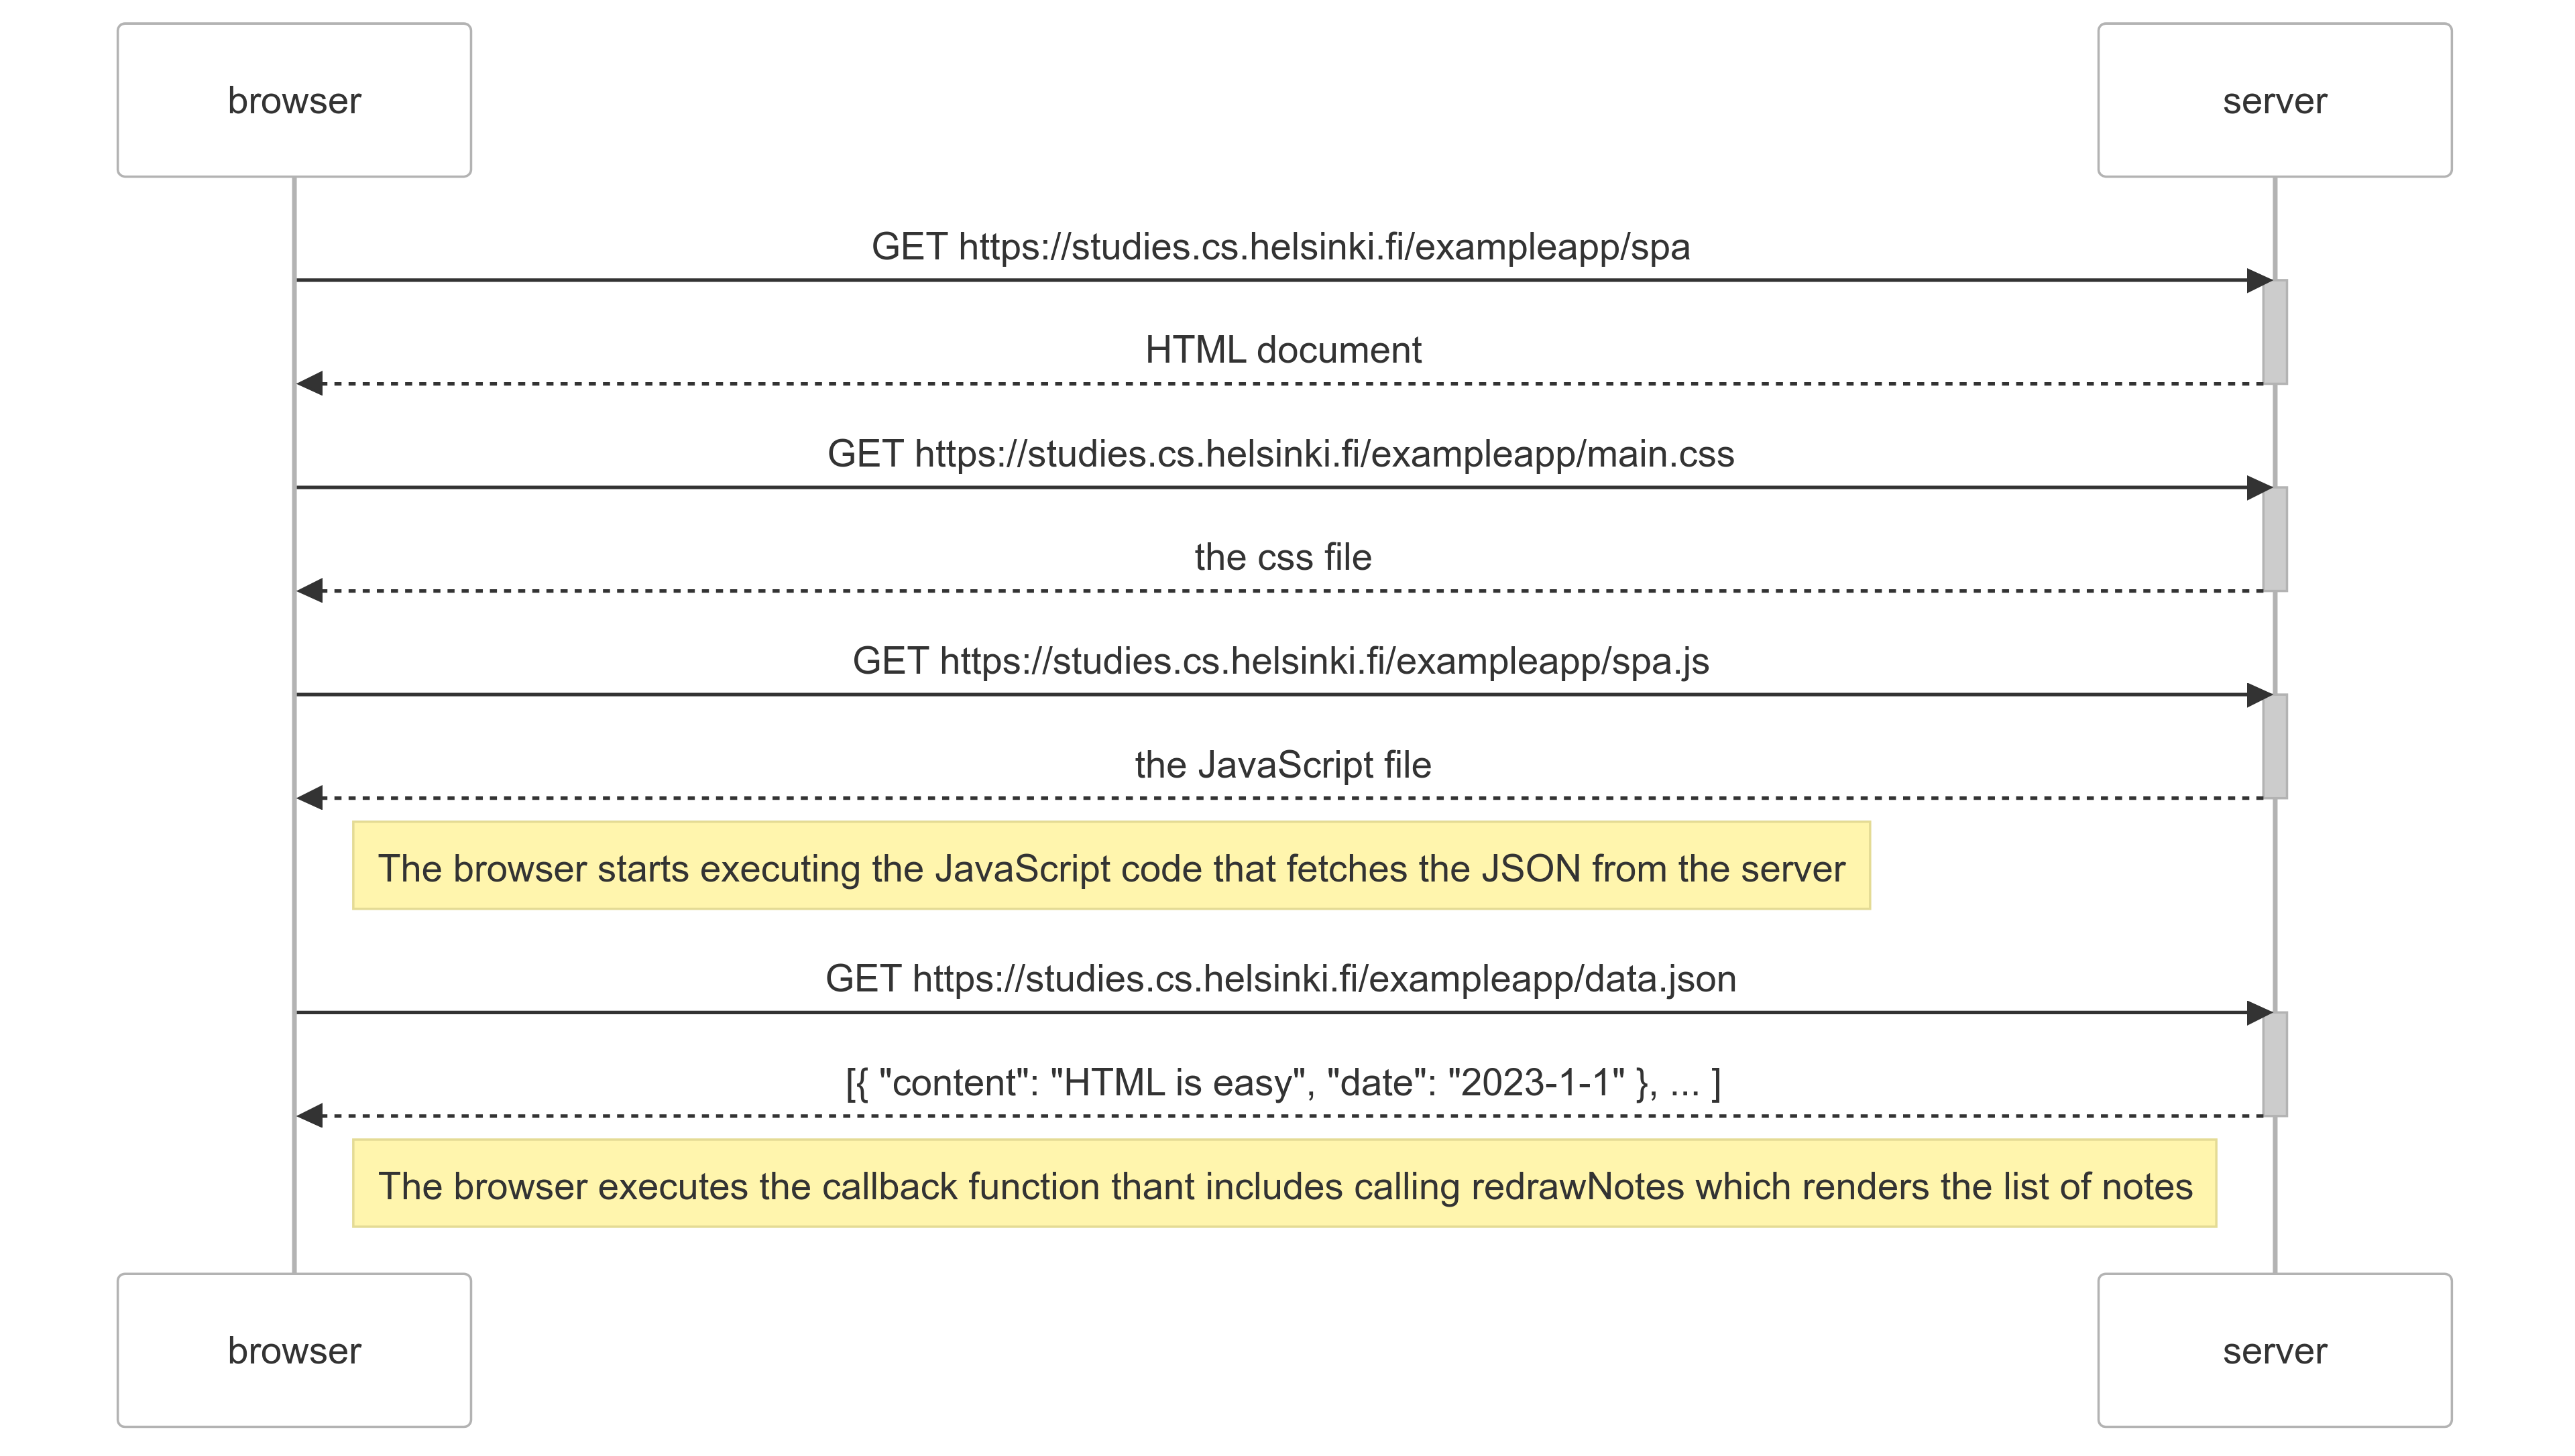 browser
server
GET https://studies.cs.helsinki.fi/exampleapp/spa
HTML document
GET https://studies.cs.helsinki.fi/exampleapp/main.css
the css file
GET https://studies.cs.helsinki.fi/exampleapp/spa.js
the JavaScript file
The browser starts executing the JavaScript code that fetches the JSON from the server
GET https://studies.cs.helsinki.fi/exampleapp/data.json
[{ "content": "HTML is easy", "date": "2023-1-1" }, ... ]
The browser executes the callback function thant includes calling redrawNotes which renders the list of notes
browser
server